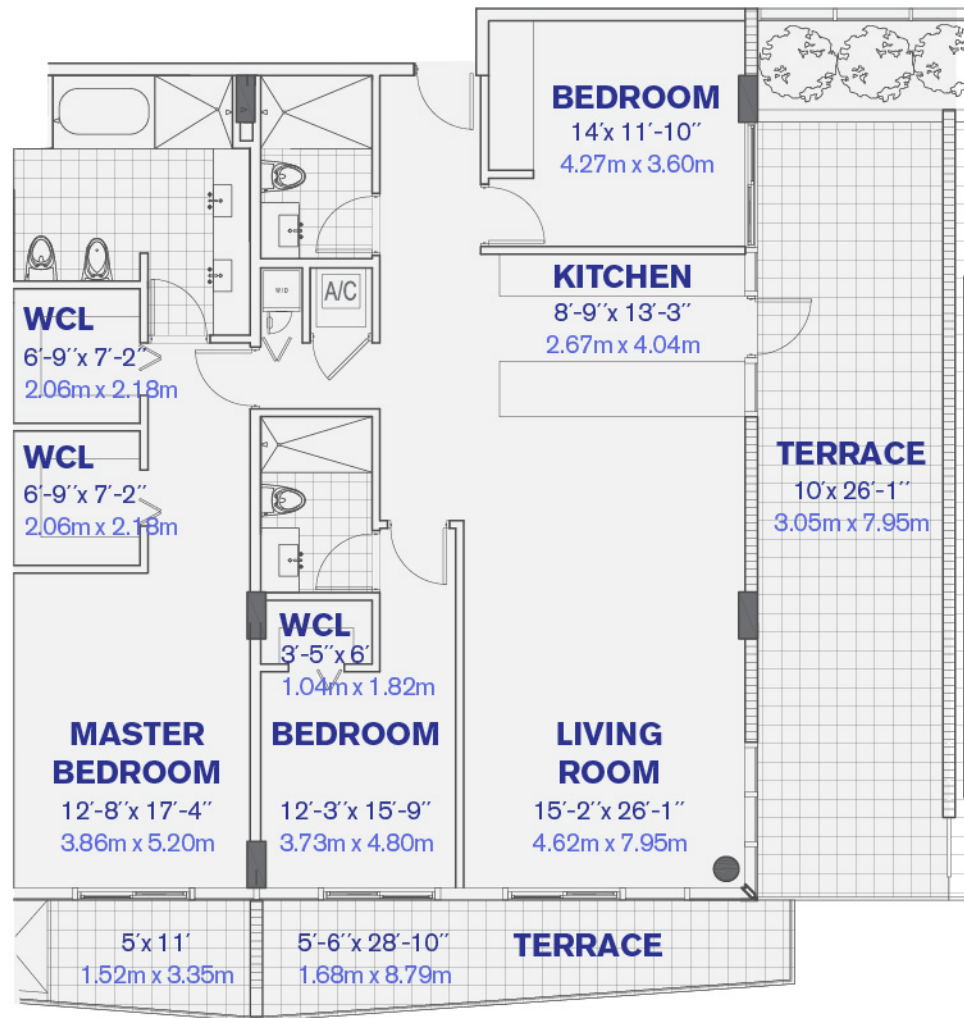 BEDROOM
14′x 11′-10″
4.27m x 3.60m
KITCHEN
8′-9″x 13′-3″
2.67m x 4.04m
W/D
A/C
WCL
6′-9″x 7′-2″
2.06m x 2.18m
WCL
6′-9″x 7′-2″
2.06m x 2.18m
TERRACE
10′x 26′-1″
3.05m x 7.95m
WCL
3′-5″x 6′
1.04m x 1.82m
MASTER
BEDROOM
12′-8″x 17′-4″
3.86m x 5.20m
BEDROOM
12′-3″x 15′-9″
3.73m x 4.80m
LIVING
ROOM
15′-2″x 26′-1″
4.62m x 7.95m
5′x 11′
1.52m x 3.35m
5′-6″x 28′-10″
1.68m x 8.79m
TERRACE